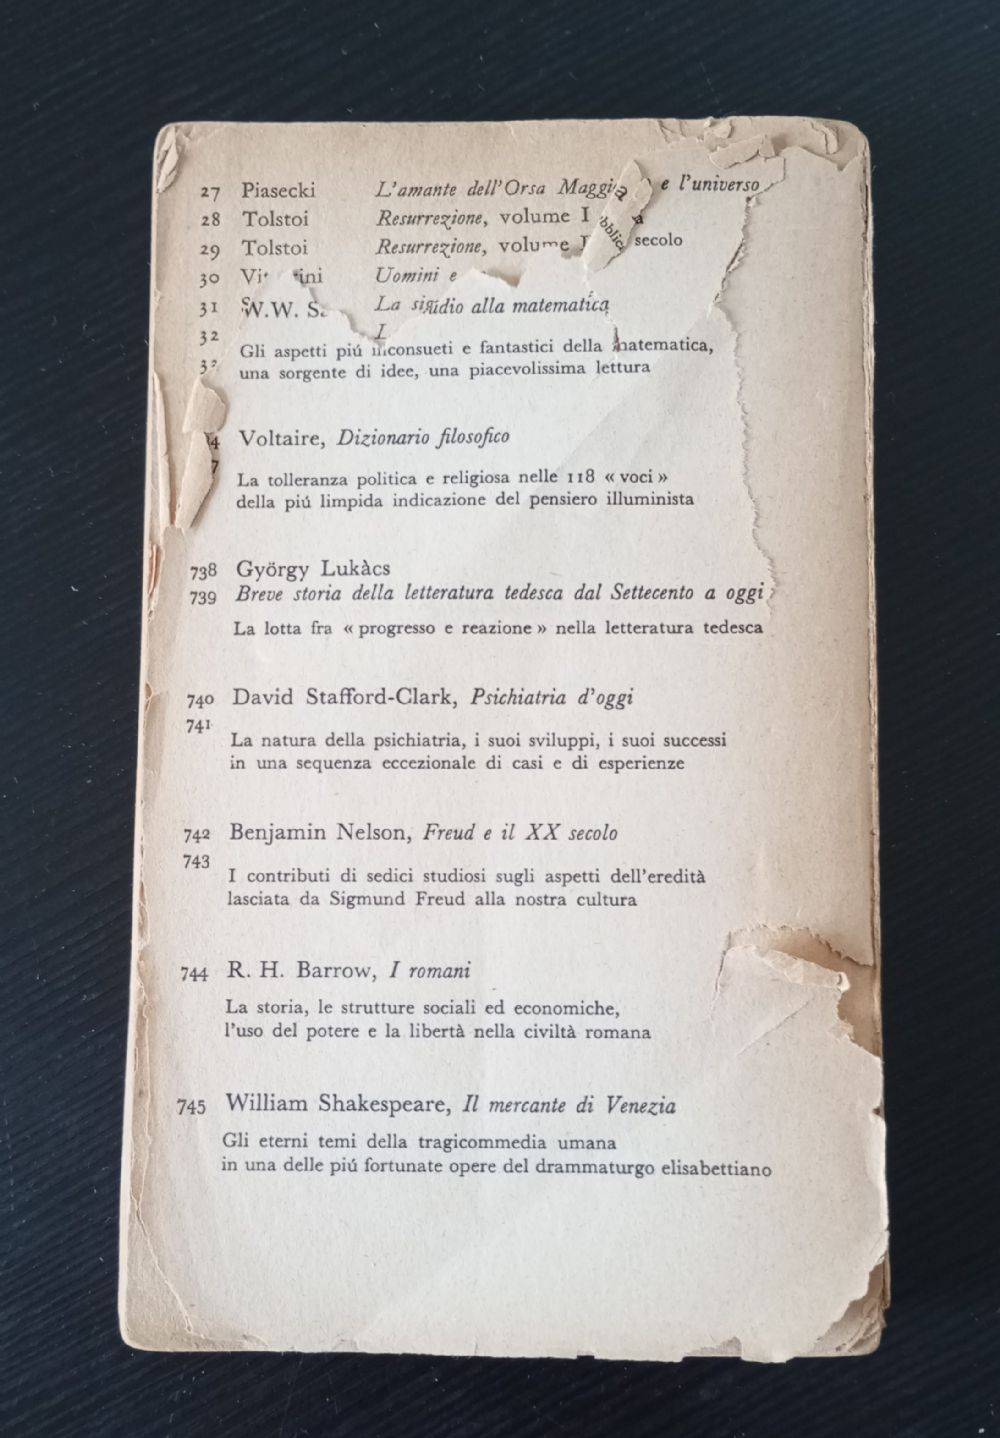 27 Piasecki L'amante dell'Orsa Maggi e l'universo
28 Tolstoi Resurrezione, volume I
29 Tolstoi Resurrezione, volume secolo
30 Uomini e
31 W.W. La alla matematica
32
Gli aspetti piú inconsueti e fantastici della matematica,
una sorgente di idee, una piacevolissima lettura
Voltaire, Dizionario filosofico
La tolleranza politica e religiosa nelle 118 « voci »
della piú limpida indicazione del pensiero illuminista
738 György Lukàcs
739 Breve storia della letteratura tedesca dal Settecento a oggi
La lotta fra « progresso e reazione » nella letteratura tedesca
740 David Stafford-Clark, Psichiatria d'oggi
741
La natura della psichiatria, i suoi sviluppi, i suoi successi
in una sequenza eccezionale di casi e di esperienze
742 Benjamin Nelson, Freud e il XX secolo
743
I contributi di sedici studiosi sugli aspetti dell'eredità
lasciata da Sigmund Freud alla nostra cultura
744 R. H. Barrow, I romani
La storia, le strutture sociali ed economiche,
l'uso del potere e la libertà nella civiltà romana
745 William Shakespeare, Il mercante di Venezia
Gli eterni temi della tragicommedia umana
in una delle piú fortunate opere del drammaturgo elisabettiano